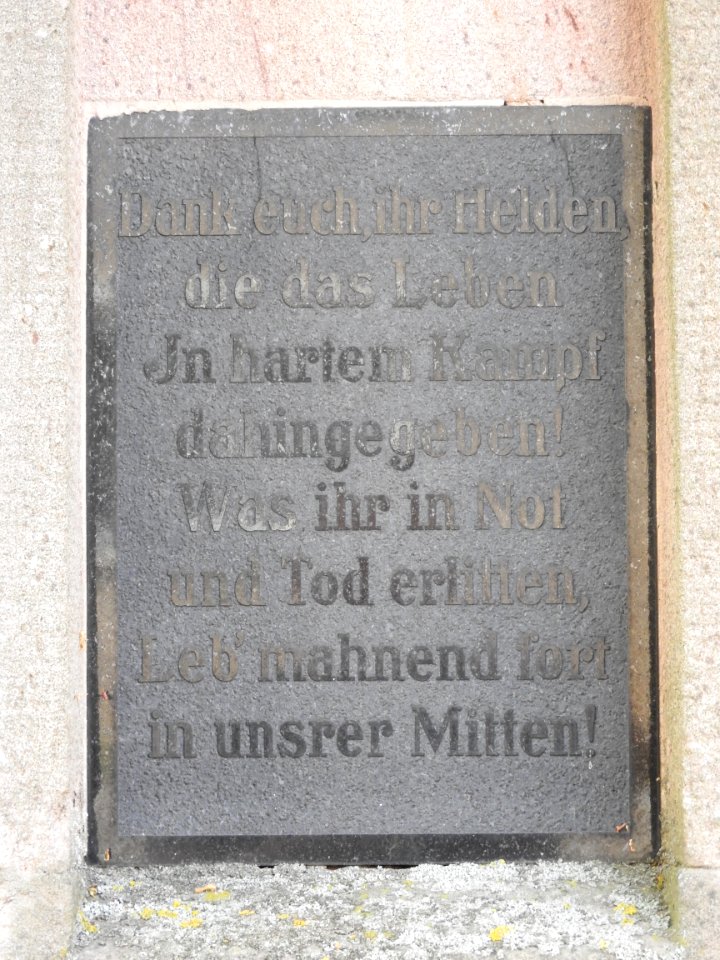 Dank euch, ihr Helden,
die das Leben
Jn hartem Kampf
dahingegeben!
Was ihr in Not
und Tod erlitten,
Leb' mahnend fort
in unsrer Mitten!